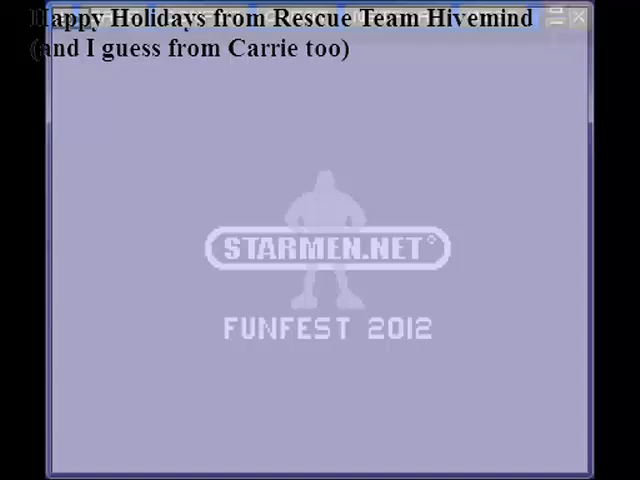 Happy Holidays from Rescue Team Hivemind
(and I guess from Carrie too)
STARMEN.NET®
FUNFEST 2012